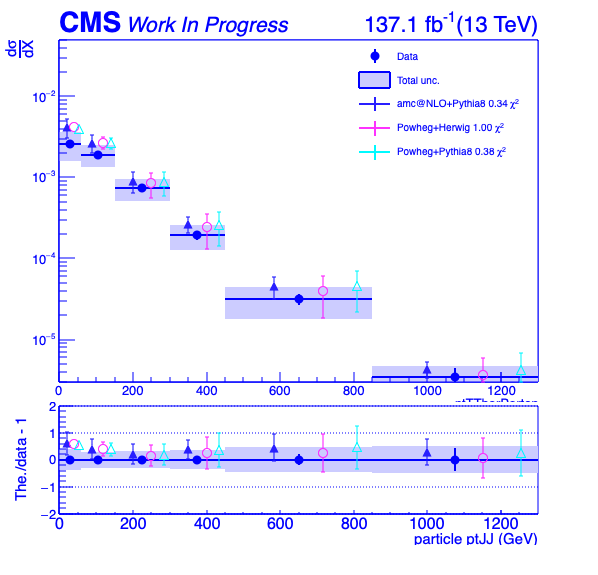 CMS Work In Progress 137.1 fb⁻¹(13 TeV)
dσ
dX
Data
Total unc.
amc@NLO+Pythia8 0.34 χ²
Powheg+Herwig 1.00 χ²
Powheg+Pythia8 0.38 χ²
10⁻²
10⁻³
10⁻⁴
10⁻⁵
0 200 400 600 800 1000 1200
The./data - 1
2
1
0
−1
−2
0 200 400 600 800 1000 1200
particle ptJJ (GeV)